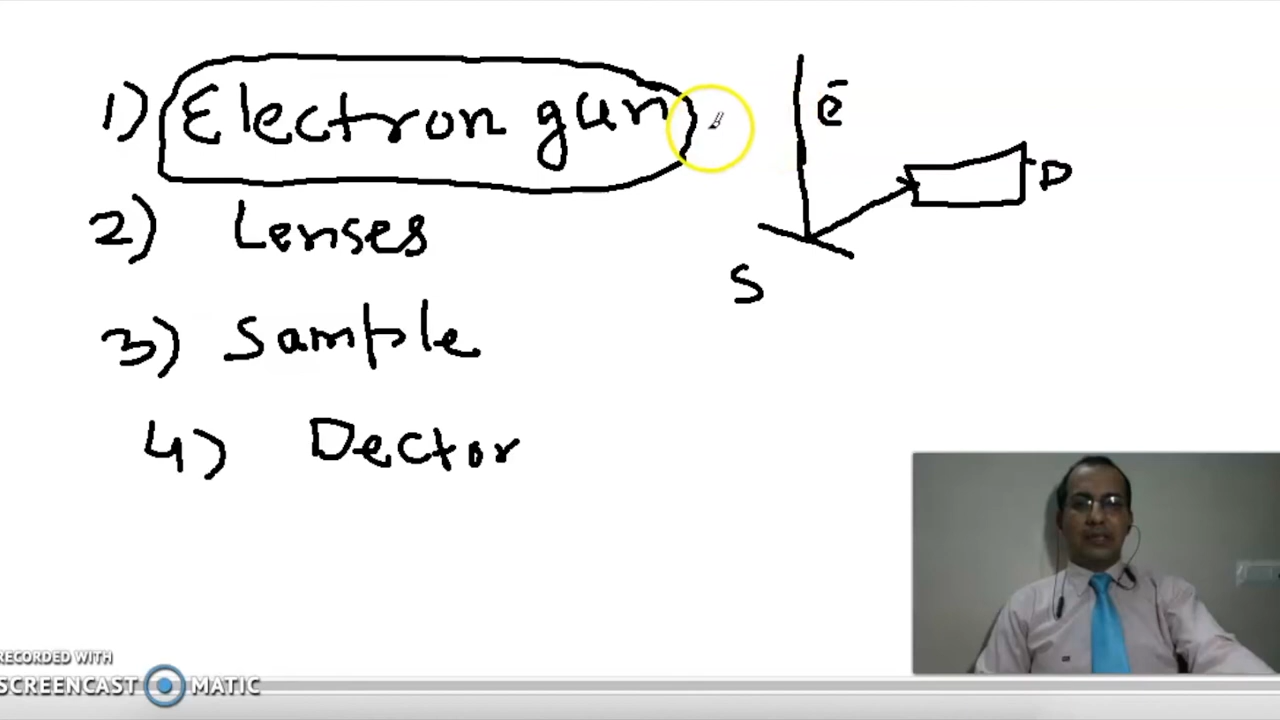 1) Electron gun
e̅
D
2) Lenses
S
3) Sample
4) Dector
RECORDED WITH
SCREENCAST MATIC